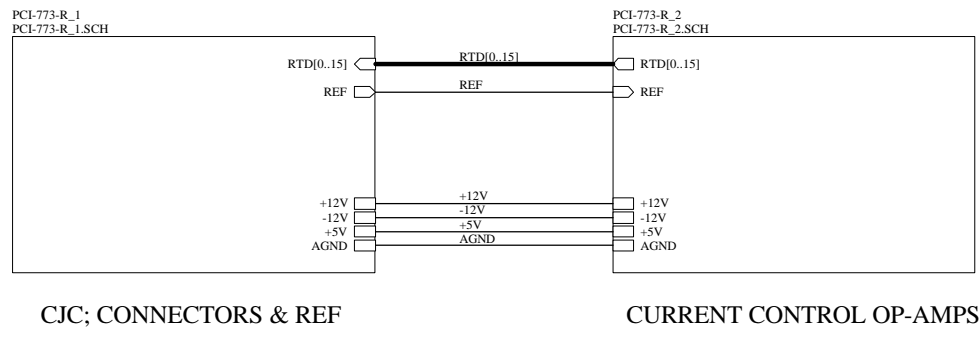 PCI-773-R_1
PCI-773-R_1.SCH
PCI-773-R_2
PCI-773-R_2.SCH
RTD[0..15]
RTD[0..15]
RTD[0..15]
REF
REF
REF
+12V
+12V
+12V
-12V
-12V
-12V
+5V
+5V
+5V
AGND
AGND
AGND
CJC; CONNECTORS & REF
CURRENT CONTROL OP-AMPS